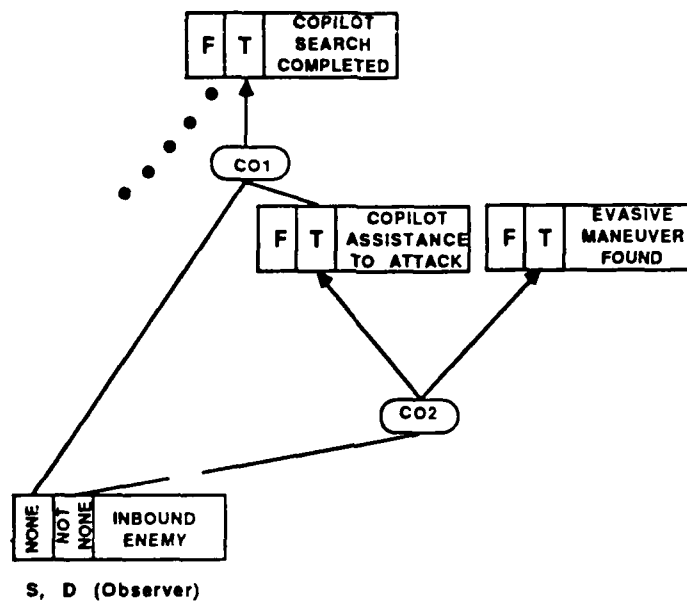 F T COPILOT
SEARCH
COMPLETED
CO1
F T COPILOT
ASSISTANCE
TO ATTACK
F T EVASIVE
MANEUVER
FOUND
CO2
NONE
NOT
NONE
INBOUND
ENEMY
S, D (Observer)